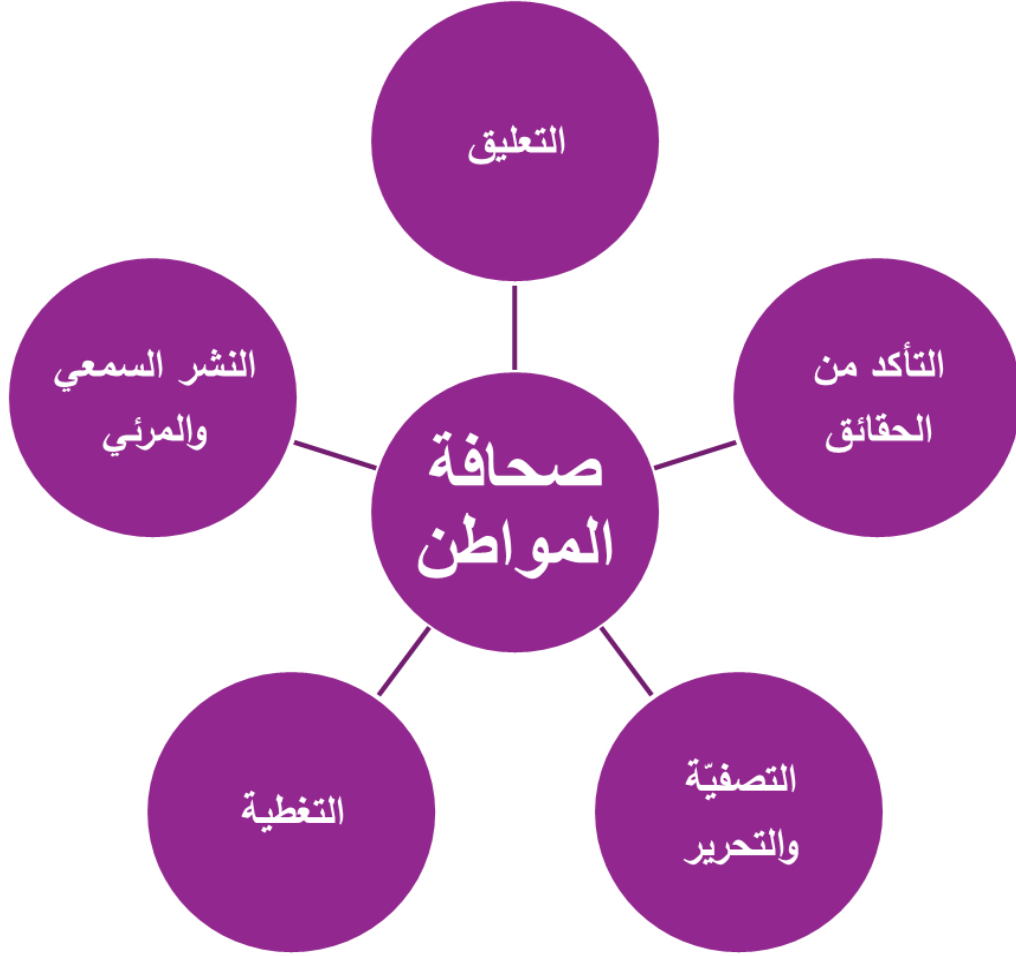 التعليق
التأكد من
الحقائق
النشر السمعي
والمرئي
صحافة
المواطن
التصفيّة
والتحرير
التغطية